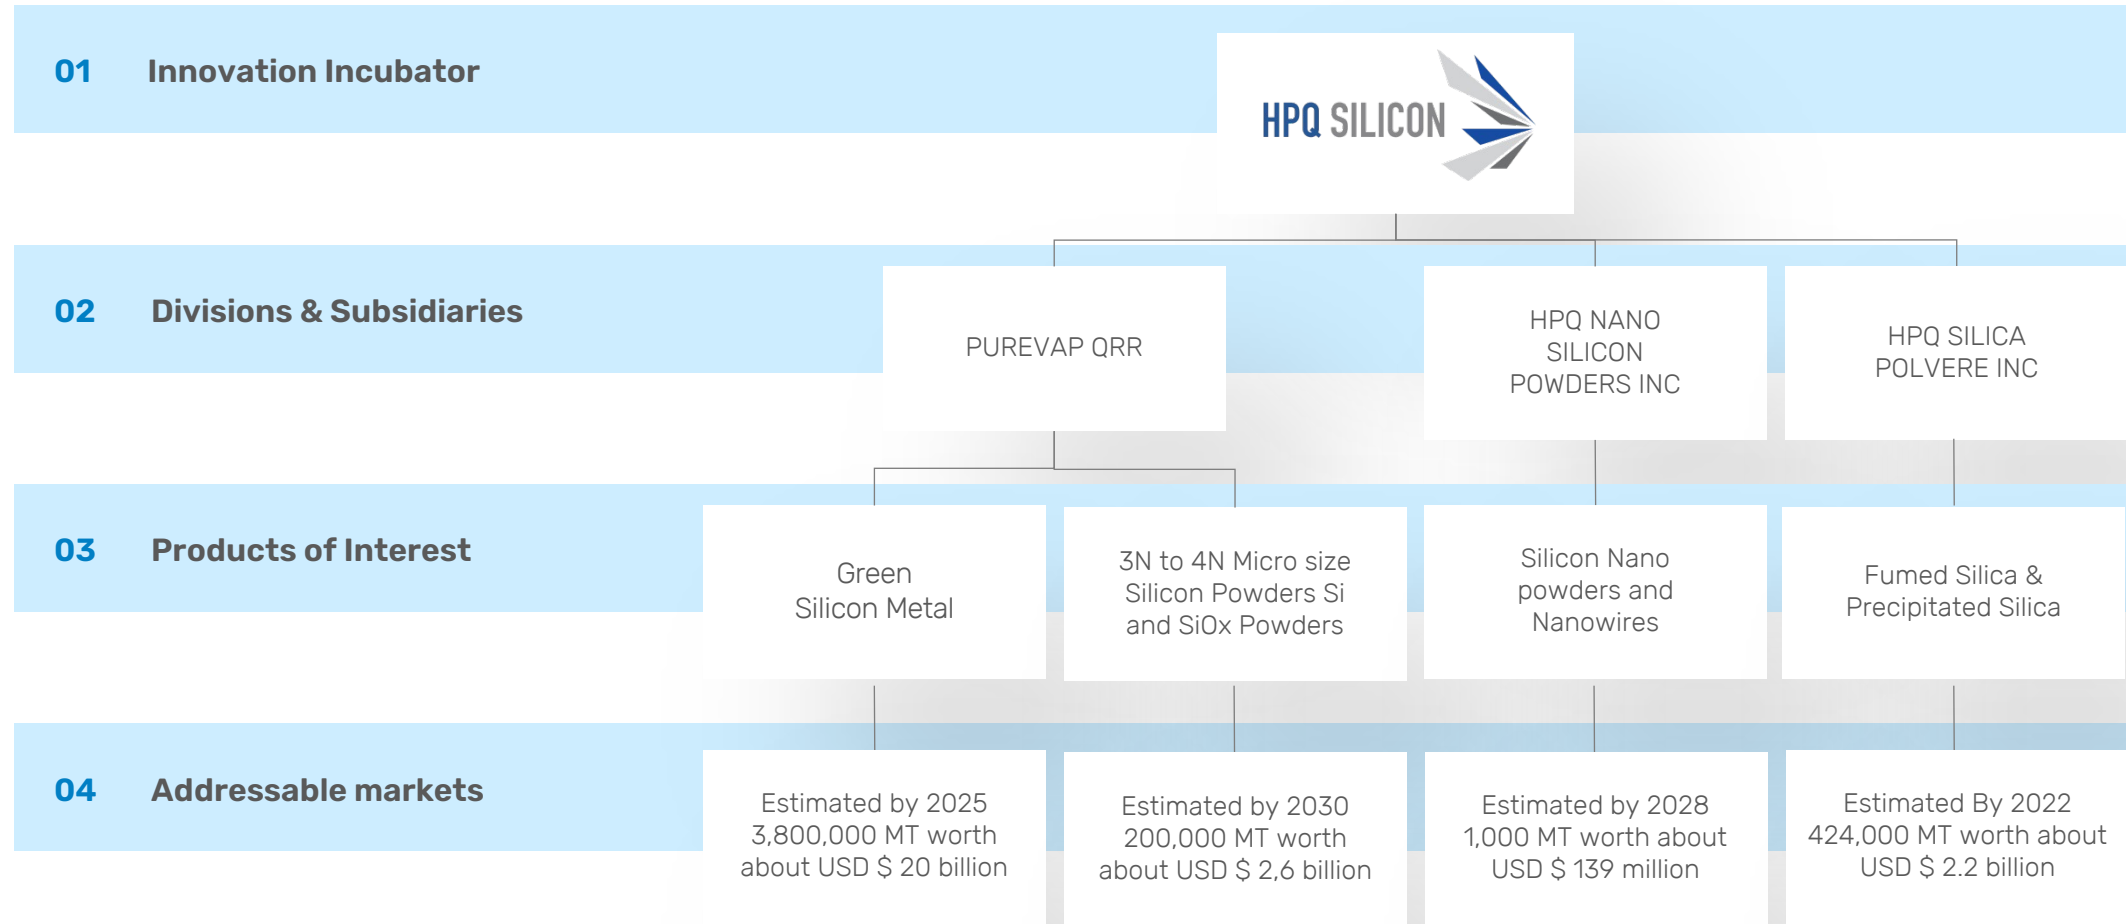 01 Innovation Incubator
HPQ SILICON
02 Divisions & Subsidiaries
PUREVAP QRR
HPQ NANO
SILICON
POWDERS INC
HPQ SILICA
POLVERE INC
03 Products of Interest
Green
Silicon Metal
3N to 4N Micro size
Silicon Powders Si
and SiOx Powders
Silicon Nano
powders and
Nanowires
Fumed Silica &
Precipitated Silica
04 Addressable markets
Estimated by 2025
3,800,000 MT worth
about USD $ 20 billion
Estimated by 2030
200,000 MT worth
about USD $ 2,6 billion
Estimated by 2028
1,000 MT worth about
USD $ 139 million
Estimated By 2022
424,000 MT worth about
USD $ 2.2 billion